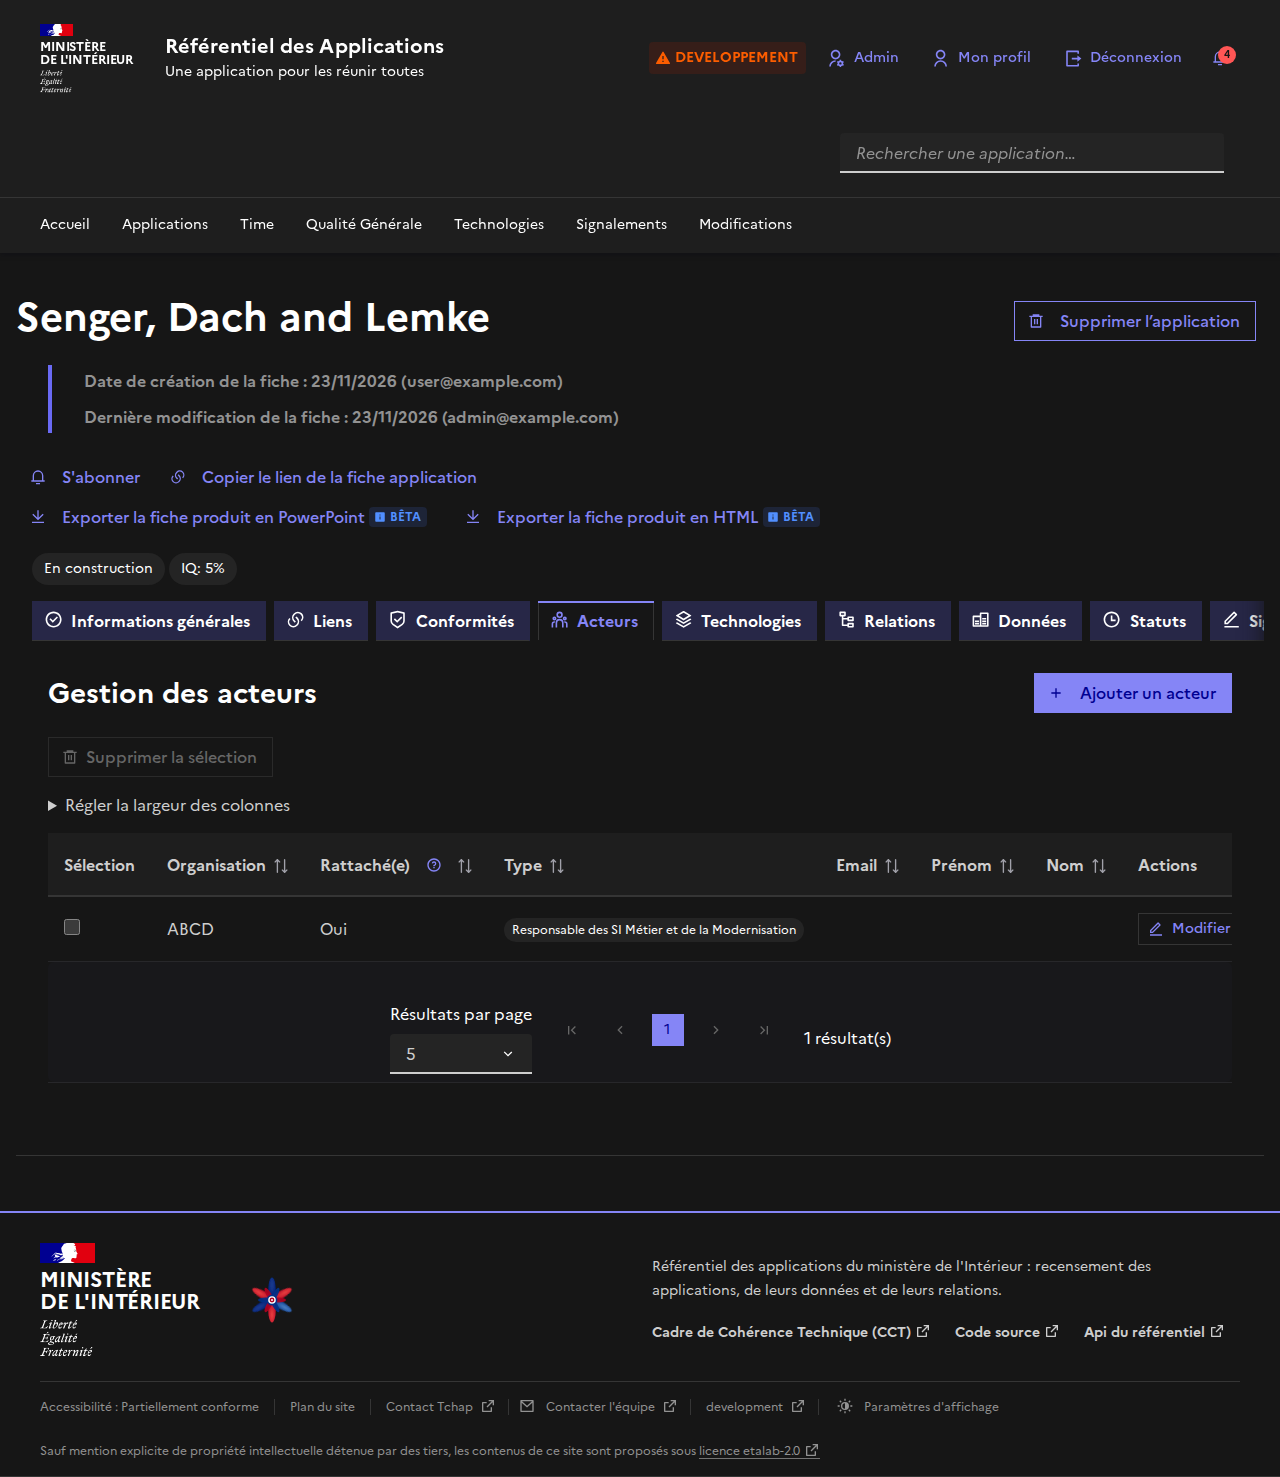 MINISTÈRE
DE L'INTÉRIEUR
Liberté
Égalité
Fraternité
Référentiel des Applications
Une application pour les réunir toutes
DEVELOPPEMENT
Admin
Mon profil
Déconnexion
4
Rechercher une application…
Accueil
Applications
Time
Qualité Générale
Technologies
Signalements
Modifications
Senger, Dach and Lemke
Supprimer l’application
Date de création de la fiche : 23/11/2026 (user@example.com)
Dernière modification de la fiche : 23/11/2026 (admin@example.com)
S'abonner
Copier le lien de la fiche application
Exporter la fiche produit en PowerPoint
BÊTA
Exporter la fiche produit en HTML
BÊTA
En construction
IQ: 5%
Informations générales
Liens
Conformités
Acteurs
Technologies
Relations
Données
Statuts
Gestion des acteurs
Ajouter un acteur
Supprimer la sélection
Régler la largeur des colonnes
Sélection
Organisation
Rattaché(e)
Type
Email
Prénom
Nom
Actions
ABCD
Oui
Responsable des SI Métier et de la Modernisation
Modifier
Résultats par page
5
1
1 résultat(s)
MINISTÈRE
DE L'INTÉRIEUR
Liberté
Égalité
Fraternité
Référentiel des applications du ministère de l'Intérieur : recensement des
applications, de leurs données et de leurs relations.
Cadre de Cohérence Technique (CCT)
Code source
Api du référentiel
Accessibilité : Partiellement conforme
Plan du site
Contact Tchap
Contacter l'équipe
development
Paramètres d'affichage
Sauf mention explicite de propriété intellectuelle détenue par des tiers, les contenus de ce site sont proposés sous licence etalab-2.0